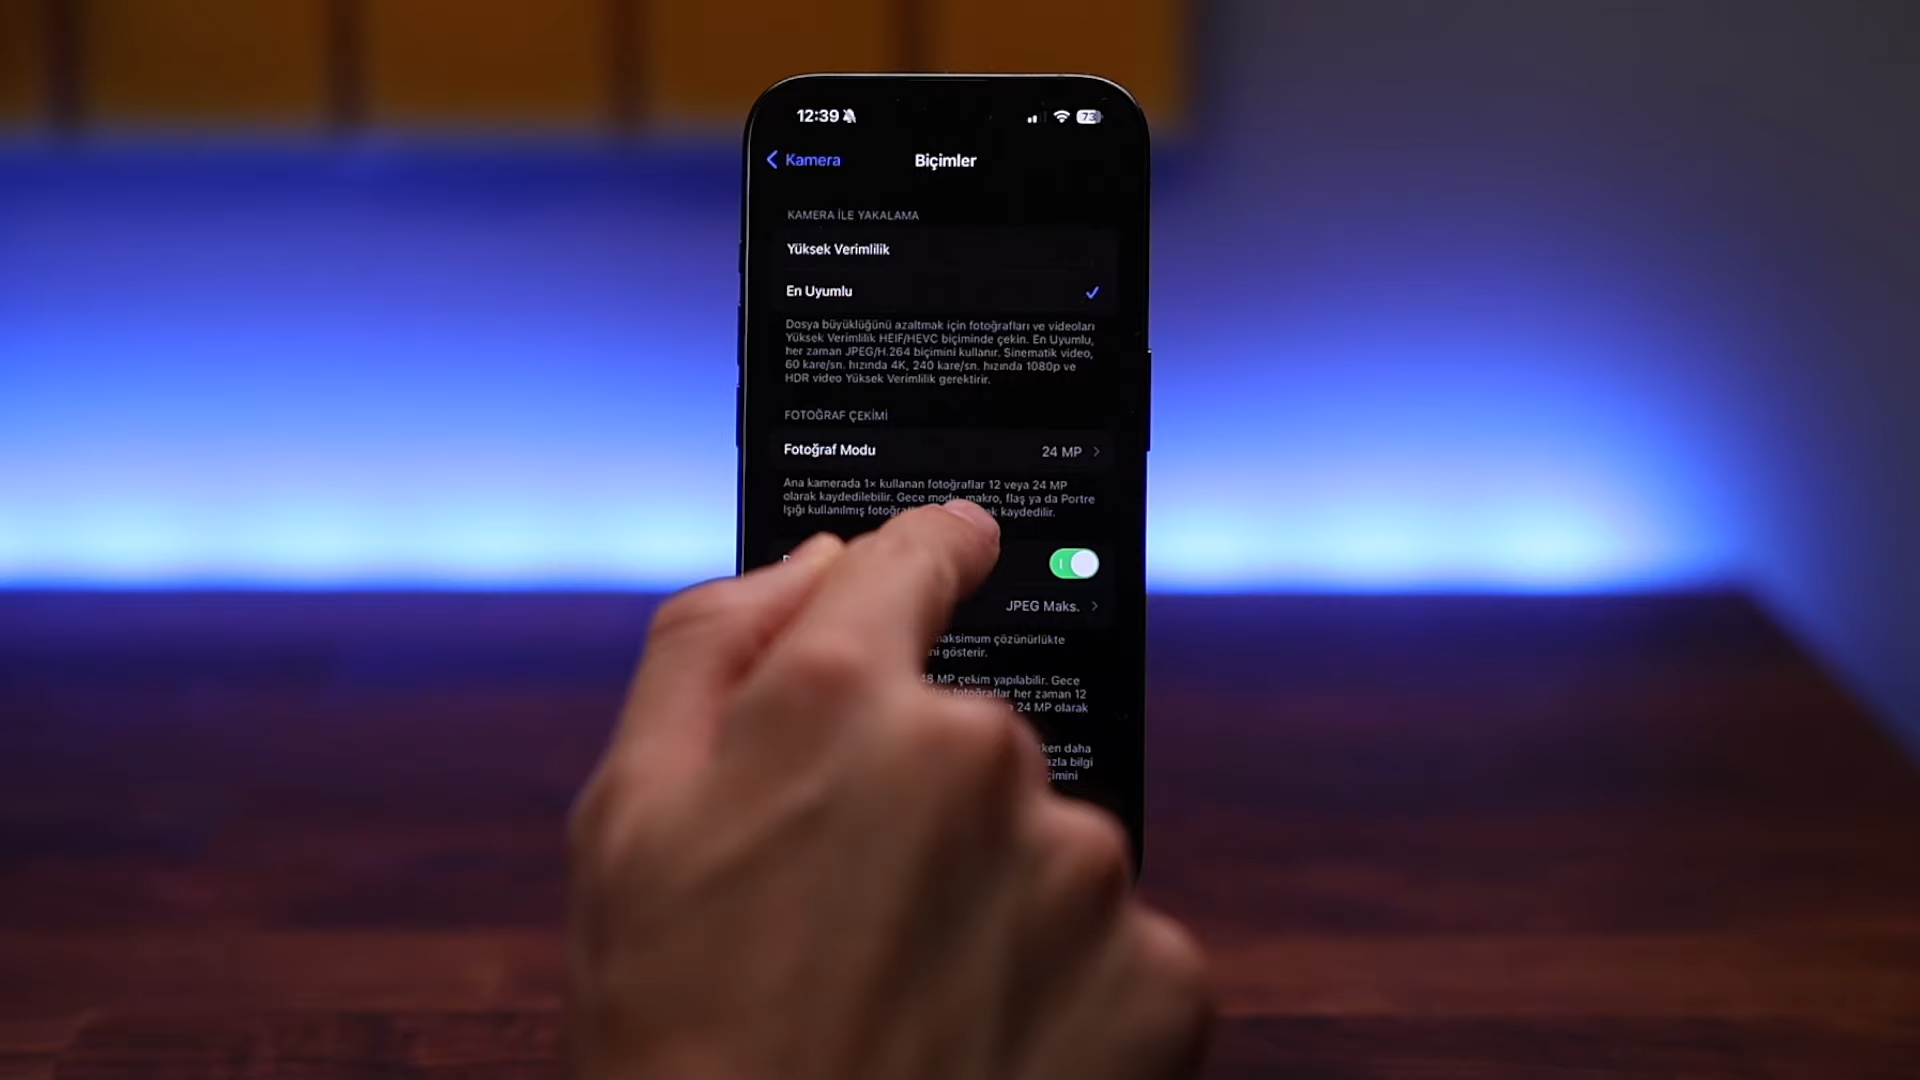 12:39
73
Kamera
Biçimler
KAMERA İLE YAKALAMA
Yüksek Verimlilik
En Uyumlu
Dosya büyüklüğünü azaltmak için fotoğrafları ve videoları
Yüksek Verimlilik HEIF/HEVC biçiminde çekin. En Uyumlu,
her zaman JPEG/H.264 biçimini kullanır. Sinematik video,
60 kare/sn. hızında 4K, 240 kare/sn. hızında 1080p ve
HDR video Yüksek Verimlilik gerektirir.
FOTOĞRAF ÇEKİMİ
Fotoğraf Modu 24 MP
Ana kamerada 1× kullanan fotoğraflar 12 veya 24 MP
olarak kaydedilebilir. Gece modu, makro, flaş ya da Portre
Işığı kullanılmış kaydedilir.
JPEG Maks.
maksimum çözünürlükte
gösterir.
48 MP çekim yapılabilir. Gece
fotoğraflar her zaman 12
24 MP olarak
daha
bilgi